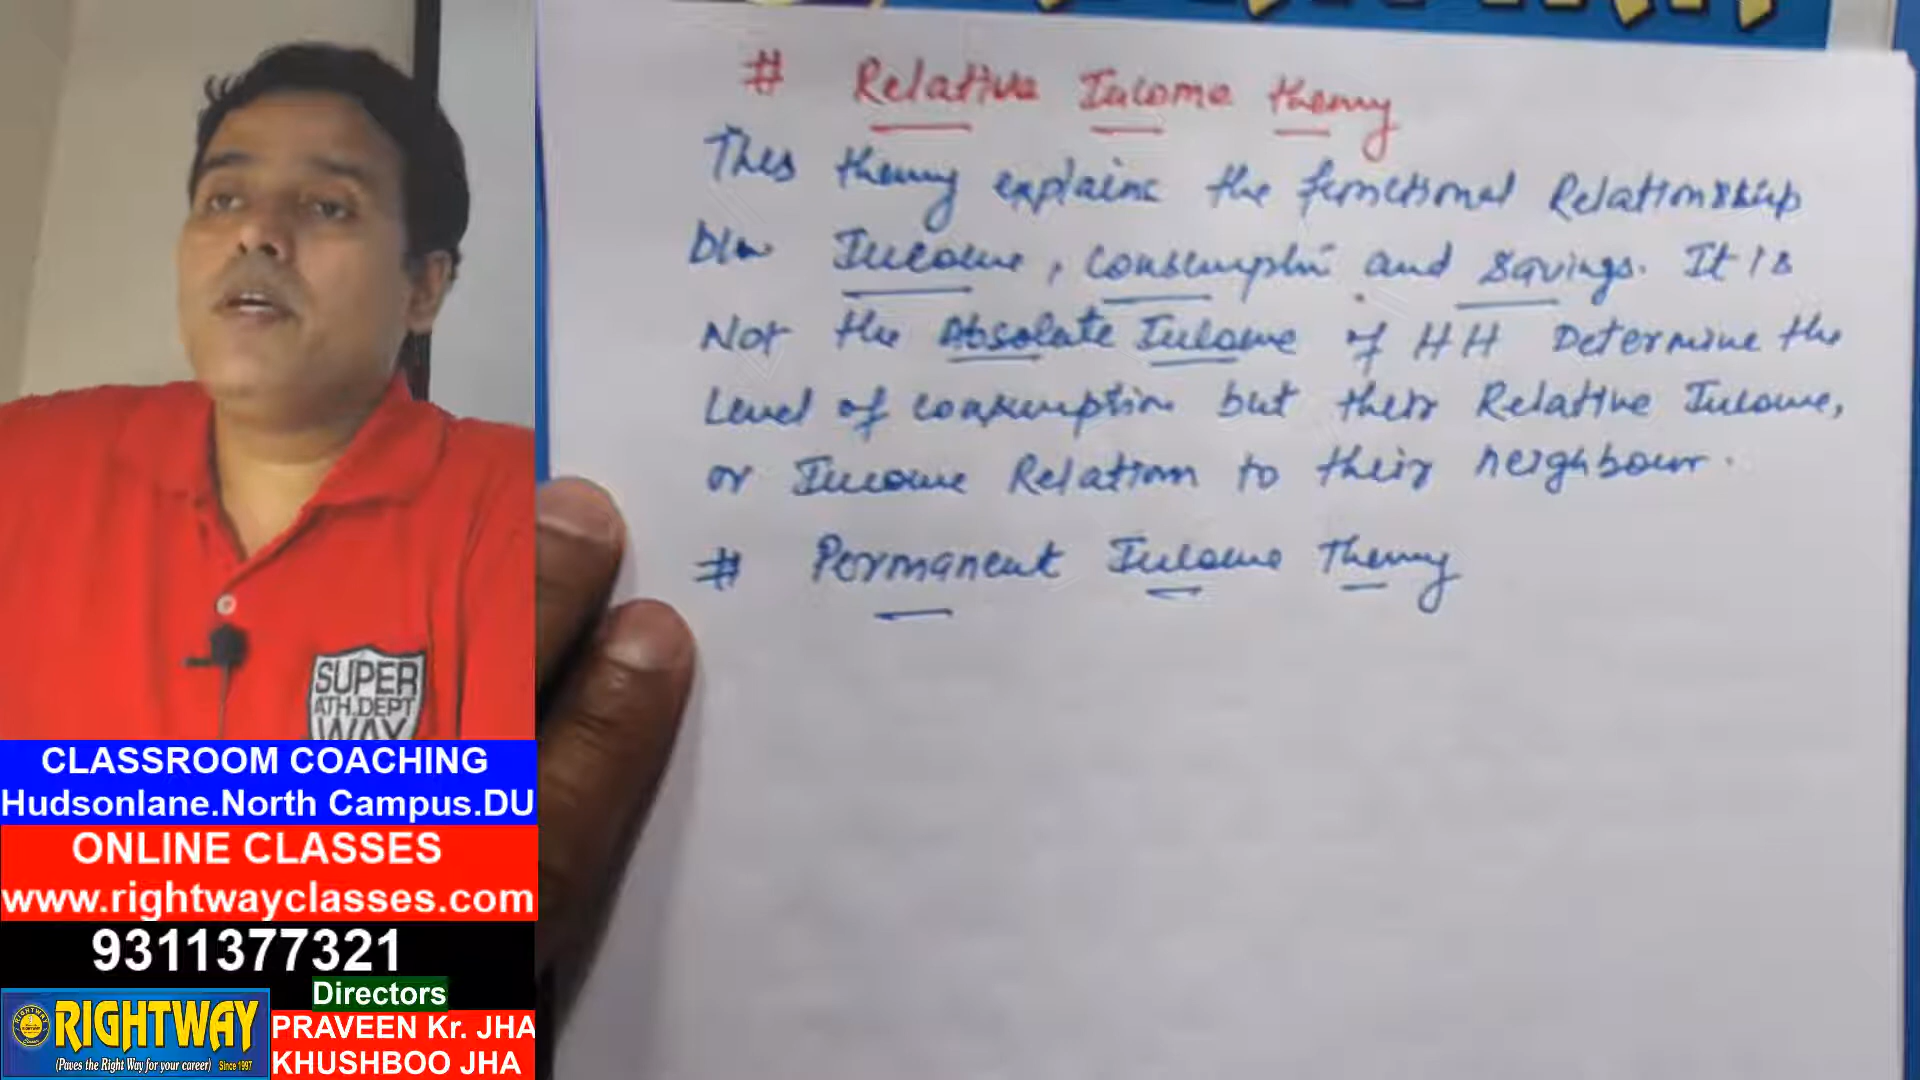 # Relative Income theory
This theory explains the functional Relationship
b/w Income, Consumptin and Savings. It is
Not the Absolute Income of HH Determine the
Level of consumption but their Relative Income,
or Income Relation to their neighbour.
# Permanent Income Theory
SUPER
ATH.DEPT
WAY
CLASSROOM COACHING
Hudsonlane.North Campus.DU
ONLINE CLASSES
www.rightwayclasses.com
9311377321
Directors
PRAVEEN Kr. JHA
KHUSHBOO JHA
RIGHTWAY
(Paves the Right Way for your career) Since 1997